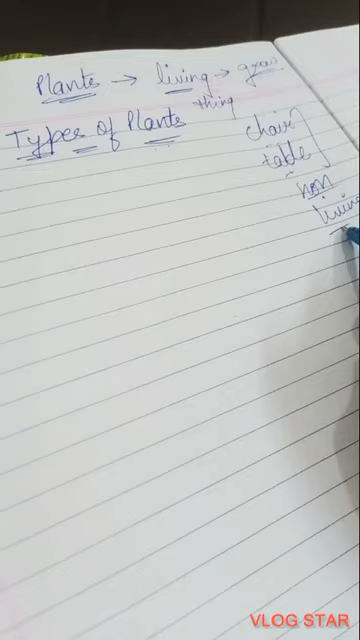 Plants → living → grow
thing
Types of Plants
chair
table
non
living
VLOG STAR